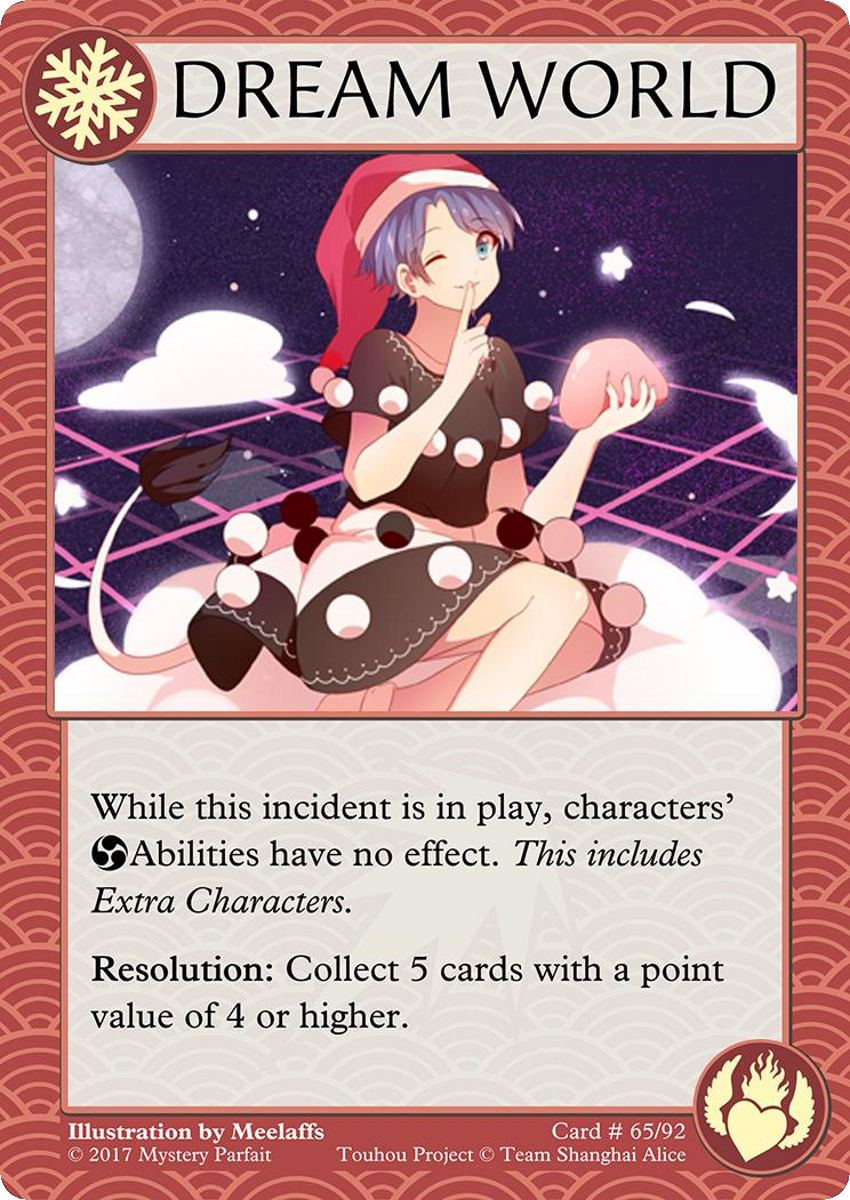 DREAM WORLD
While this incident is in play, characters’
Abilities have no effect. This includes
Extra Characters.
Resolution: Collect 5 cards with a point
value of 4 or higher.
Illustration by Meelaffs
Card # 65/92
© 2017 Mystery Parfait
Touhou Project © Team Shanghai Alice